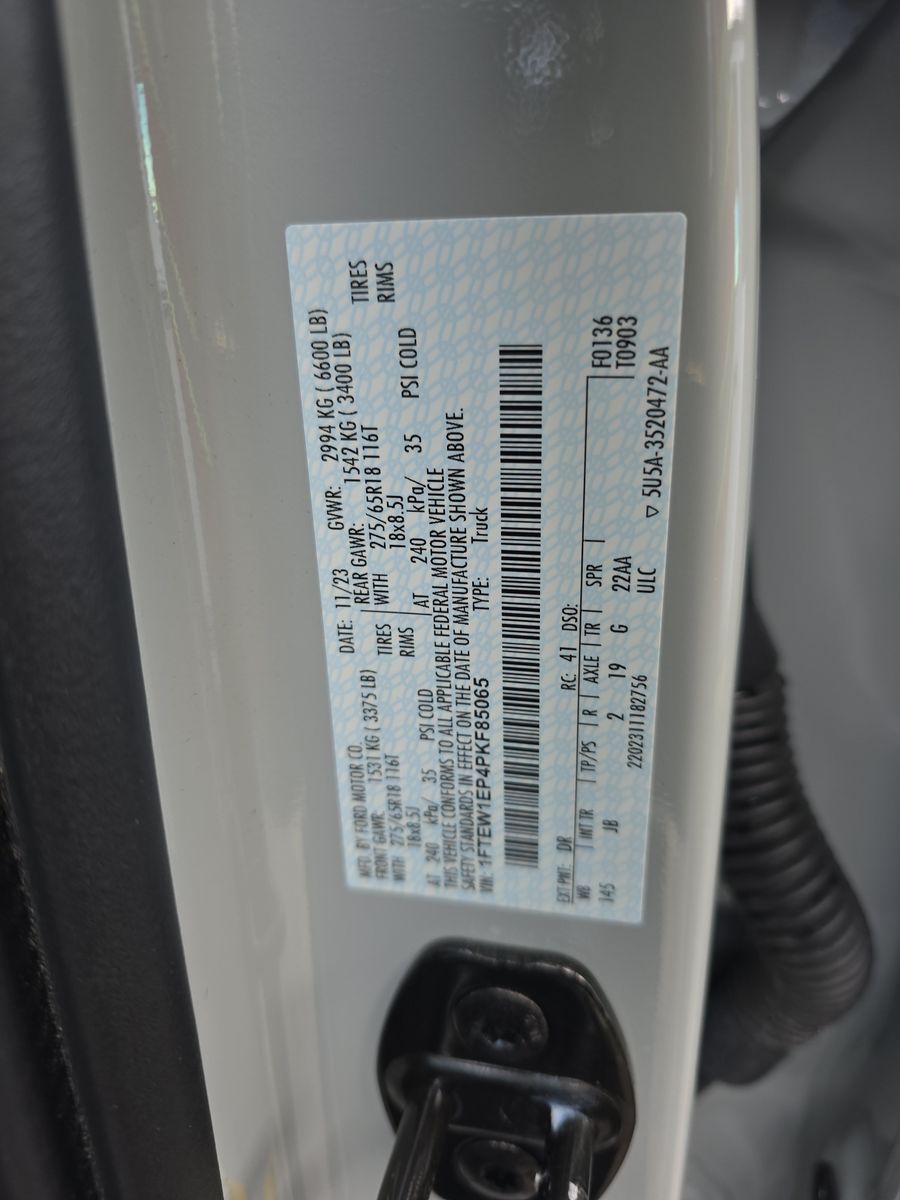 MFD. BY FORD MOTOR CO.
DATE: 11/23 GVWR: 2994 KG ( 6600 LB)
FRONT GAWR: 1531 KG ( 3375 LB) REAR GAWR: 1542 KG ( 3400 LB)
WITH 275/65R18 116T TIRES WITH 275/65R18 116T TIRES
18x8.5J RIMS 18x8.5J RIMS
AT 240 kPa/ 35 PSI COLD AT 240 kPa/ 35 PSI COLD
THIS VEHICLE CONFORMS TO ALL APPLICABLE FEDERAL MOTOR VEHICLE
SAFETY STANDARDS IN EFFECT ON THE DATE OF MANUFACTURE SHOWN ABOVE.
VIN: 1FTEW1EP4PKF85065 TYPE: Truck
F0136
T0903
EXT PNT: DR RC: 41 DSO:
WB INT TR TP/PS R AXLE TR SPR
145 JB 2 19 G 22AA
2202311182756 ULC
▽ 5U5A-3520472-AA